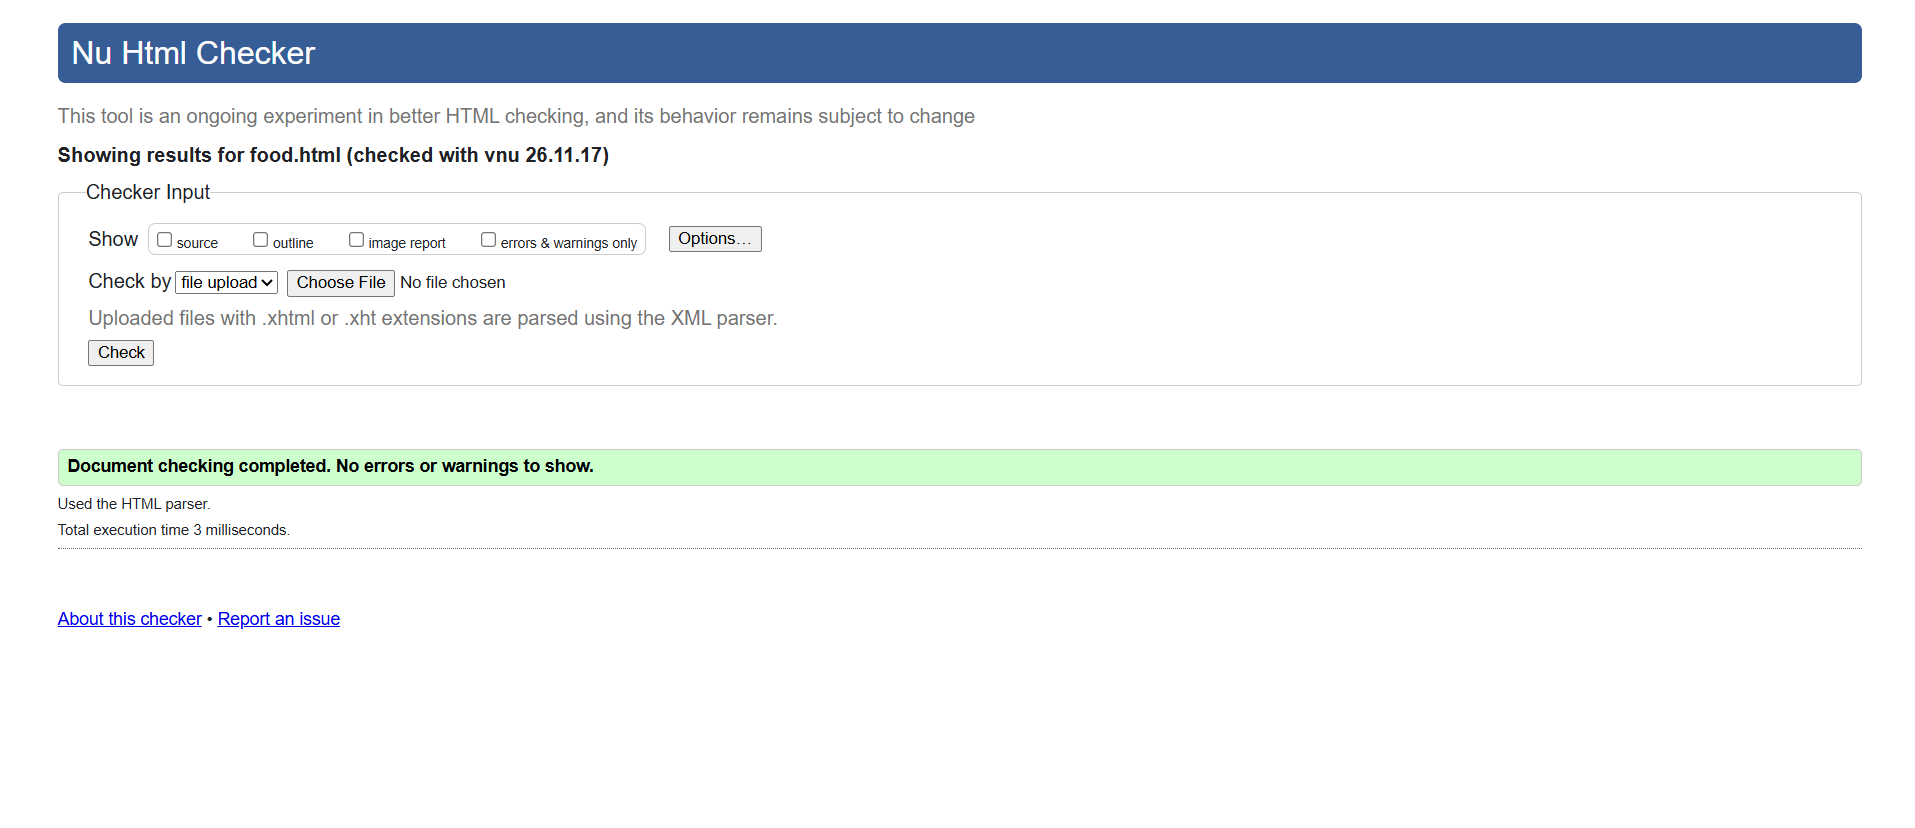 Nu Html Checker
This tool is an ongoing experiment in better HTML checking, and its behavior remains subject to change
Showing results for food.html (checked with vnu 26.11.17)
Checker Input
Show source outline image report errors & warnings only Options…
Check by file upload Choose File No file chosen
Uploaded files with .xhtml or .xht extensions are parsed using the XML parser.
Check
Document checking completed. No errors or warnings to show.
Used the HTML parser.
Total execution time 3 milliseconds.
About this checker • Report an issue